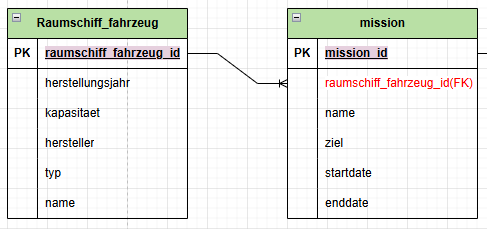 Raumschiff_fahrzeug
PK raumschiff_fahrzeug_id
herstellungsjahr
kapasitaet
hersteller
typ
name
mission
PK mission_id
raumschiff_fahrzeug_id(FK)
name
ziel
startdate
enddate